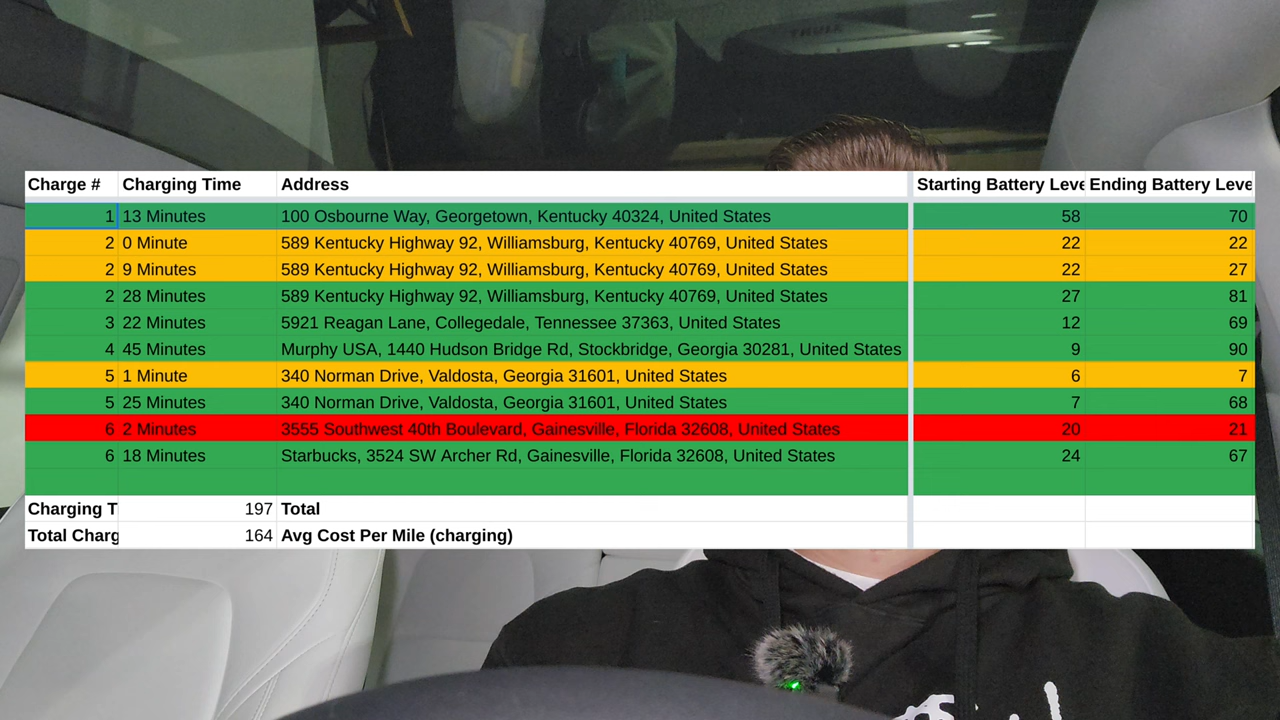 Charge # Charging Time Address Starting Battery Leve Ending Battery Leve
1 13 Minutes 100 Osbourne Way, Georgetown, Kentucky 40324, United States 58 70
2 0 Minute 589 Kentucky Highway 92, Williamsburg, Kentucky 40769, United States 22 22
2 9 Minutes 589 Kentucky Highway 92, Williamsburg, Kentucky 40769, United States 22 27
2 28 Minutes 589 Kentucky Highway 92, Williamsburg, Kentucky 40769, United States 27 81
3 22 Minutes 5921 Reagan Lane, Collegedale, Tennessee 37363, United States 12 69
4 45 Minutes Murphy USA, 1440 Hudson Bridge Rd, Stockbridge, Georgia 30281, United States 9 90
5 1 Minute 340 Norman Drive, Valdosta, Georgia 31601, United States 6 7
5 25 Minutes 340 Norman Drive, Valdosta, Georgia 31601, United States 7 68
6 2 Minutes 3555 Southwest 40th Boulevard, Gainesville, Florida 32608, United States 20 21
6 18 Minutes Starbucks, 3524 SW Archer Rd, Gainesville, Florida 32608, United States 24 67
Charging T 197 Total
Total Charg 164 Avg Cost Per Mile (charging)